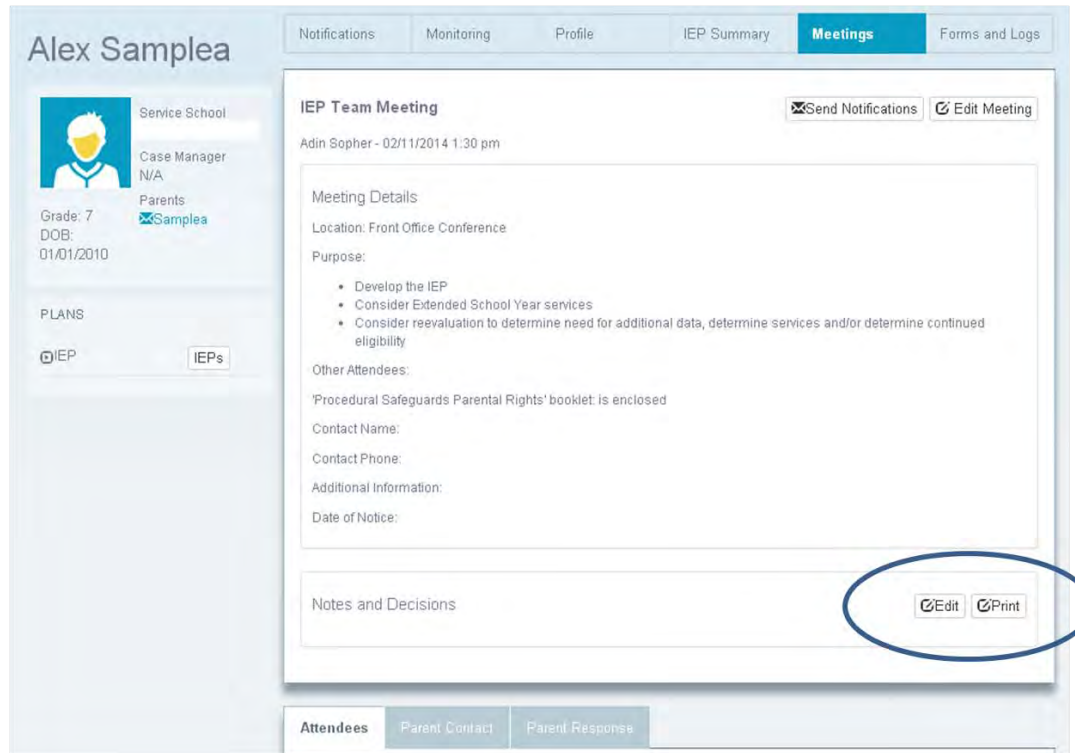 Alex Samplea
Service School
Case Manager
N/A
Parents
Samplea
Grade: 7
DOB:
01/01/2010
PLANS
IEP
IEPs
Notifications
Monitoring
Profile
IEP Summary
Meetings
Forms and Logs
IEP Team Meeting
Send Notifications
Edit Meeting
Adin Sopher - 02/11/2014 1:30 pm
Meeting Details
Location: Front Office Conference
Purpose:
• Develop the IEP
• Consider Extended School Year services
• Consider reevaluation to determine need for additional data, determine services and/or determine continued
eligibility
Other Attendees:
'Procedural Safeguards Parental Rights' booklet: is enclosed
Contact Name:
Contact Phone:
Additional Information:
Date of Notice:
Notes and Decisions
Edit
Print
Attendees
Parent Contact
Parent Response